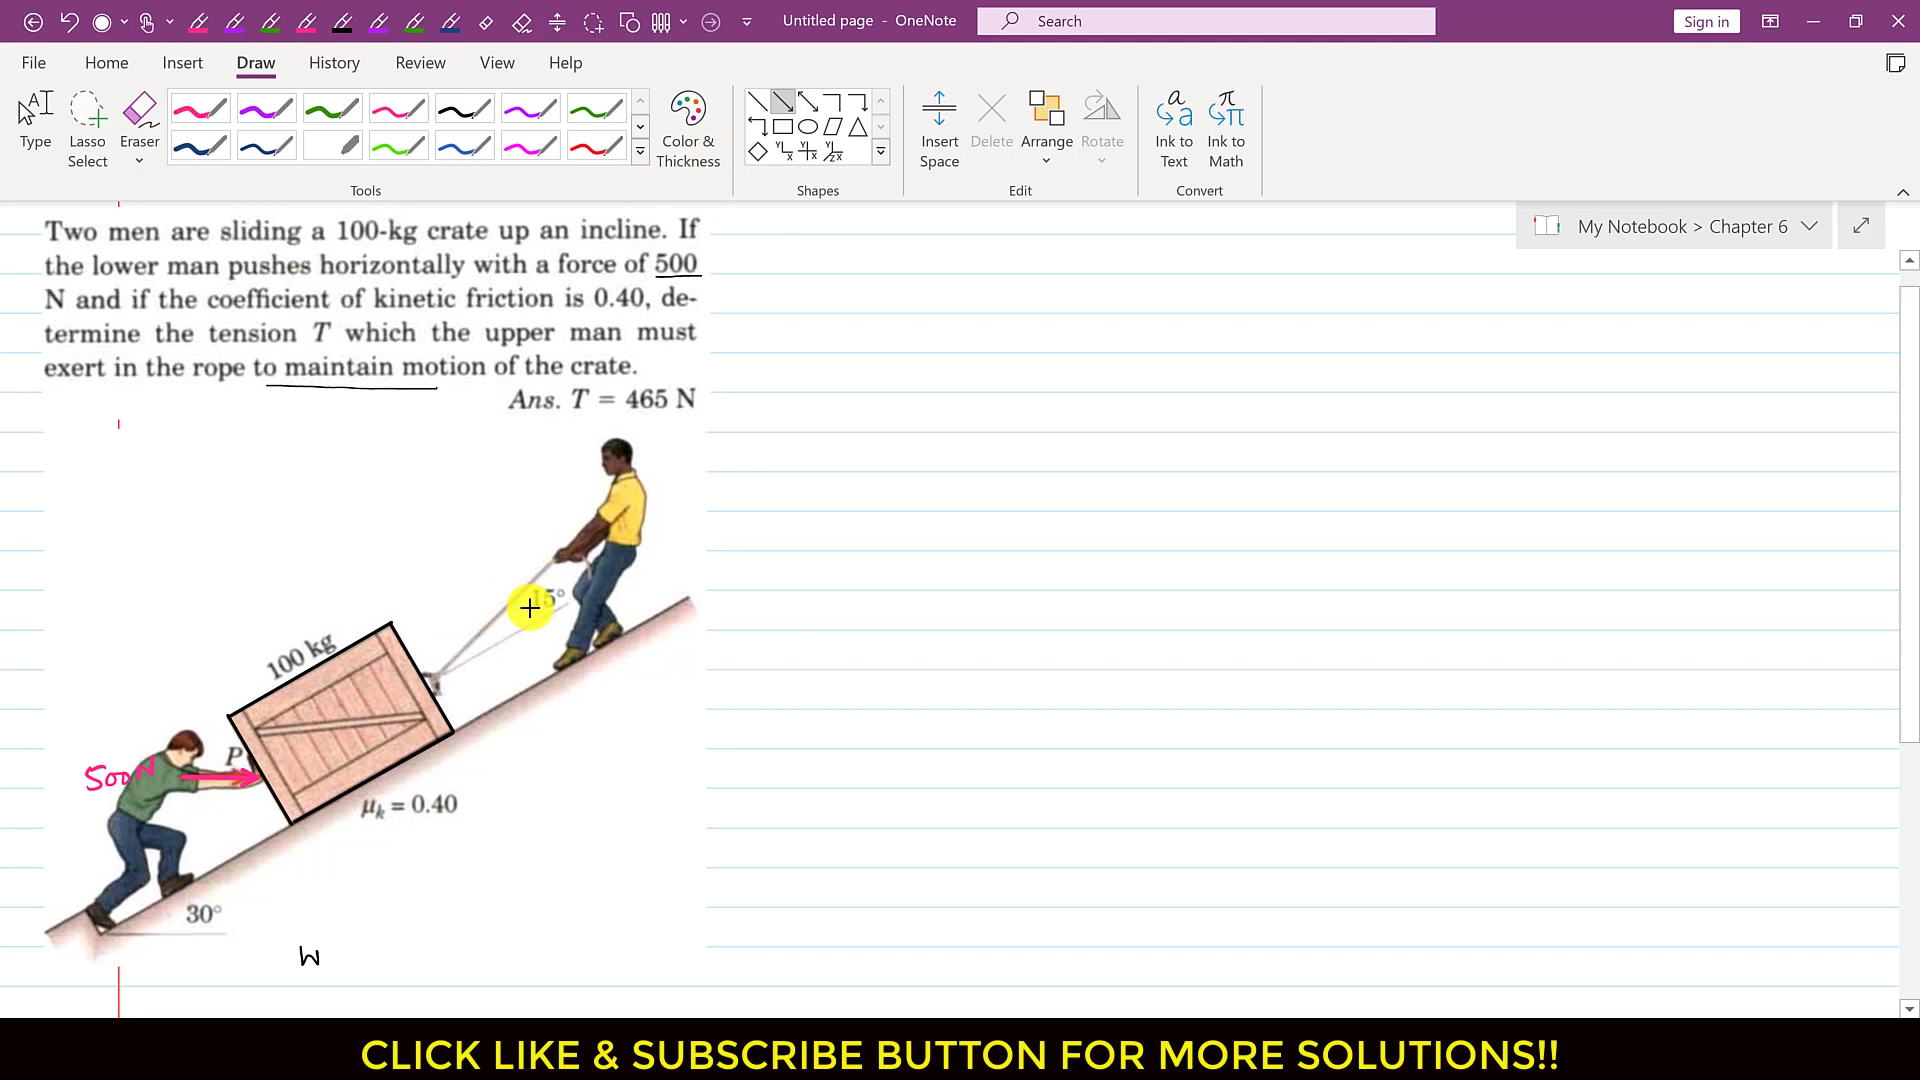 Untitled page - OneNote
Search
Sign in
File Home Insert Draw History Review View Help
Type
Lasso Select
Eraser
Color & Thickness
Insert Space
Delete
Arrange
Rotate
Ink to Text
Ink to Math
Tools
Shapes
Edit
Convert
My Notebook > Chapter 6
Two men are sliding a 100-kg crate up an incline. If
the lower man pushes horizontally with a force of 500
N and if the coefficient of kinetic friction is 0.40, de-
termine the tension T which the upper man must
exert in the rope to maintain motion of the crate.
Ans. T = 465 N
15°
100 kg
P
500N
μk = 0.40
30°
W
CLICK LIKE & SUBSCRIBE BUTTON FOR MORE SOLUTIONS!!